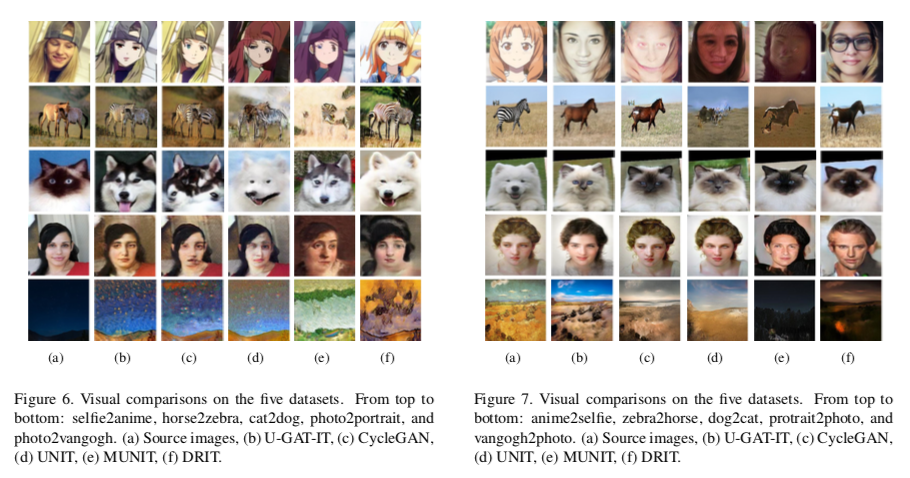 (a) (b) (c) (d) (e) (f)
Figure 6. Visual comparisons on the five datasets. From top to
bottom: selfie2anime, horse2zebra, cat2dog, photo2portrait, and
photo2vangogh. (a) Source images, (b) U-GAT-IT, (c) CycleGAN,
(d) UNIT, (e) MUNIT, (f) DRIT.
(a) (b) (c) (d) (e) (f)
Figure 7. Visual comparisons on the five datasets. From top to
bottom: anime2selfie, zebra2horse, dog2cat, protrait2photo, and
vangogh2photo. (a) Source images, (b) U-GAT-IT, (c) CycleGAN,
(d) UNIT, (e) MUNIT, (f) DRIT.